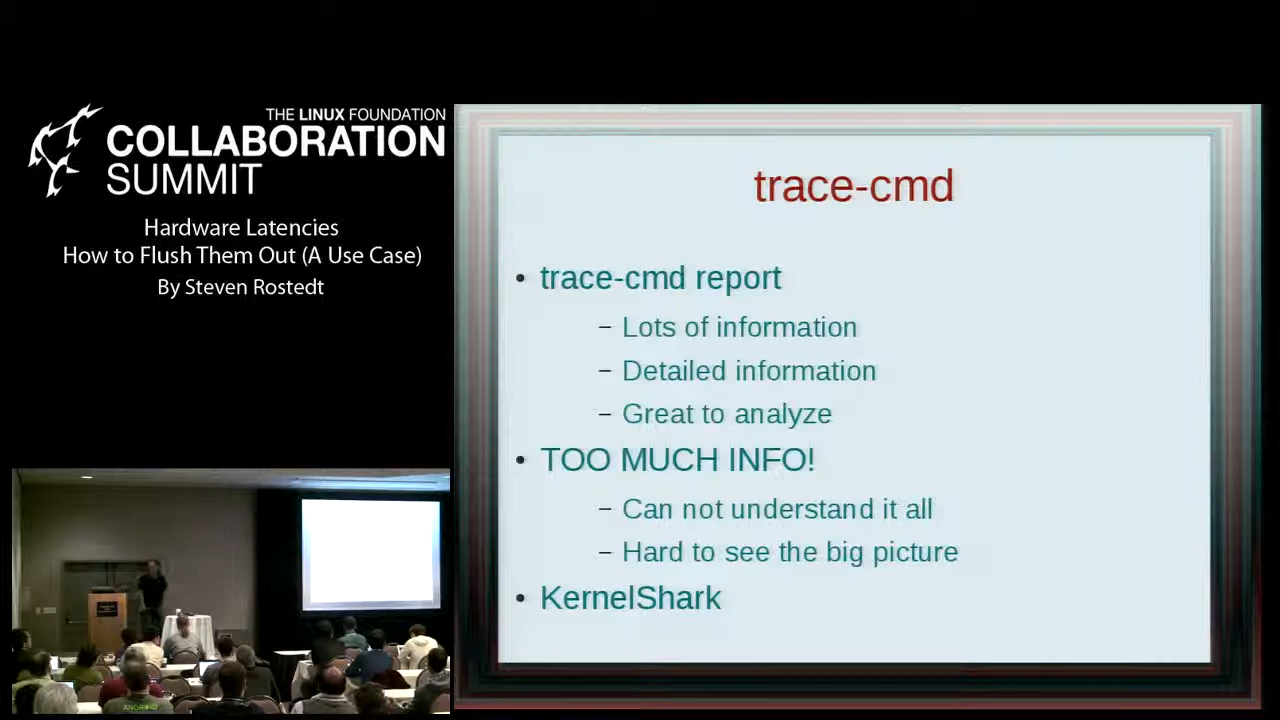 THE LINUX FOUNDATION
COLLABORATION
SUMMIT
Hardware Latencies
How to Flush Them Out (A Use Case)
By Steven Rostedt
trace-cmd
• trace-cmd report
– Lots of information
– Detailed information
– Great to analyze
• TOO MUCH INFO!
– Can not understand it all
– Hard to see the big picture
• KernelShark
ANDROID